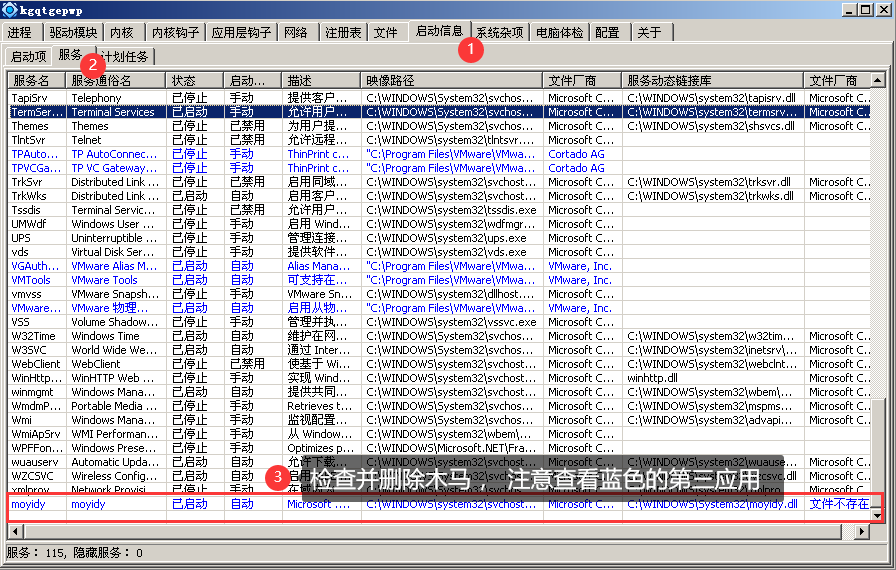 kgqtgepwp
进程 驱动模块 内核 内核钩子 应用层钩子 网络 注册表 文件 启动信息 系统杂项 电脑体检 配置 关于
1
启动项 服务 计划任务
2
服务名 服务通俗名 状态 启动... 描述 映像路径 文件厂商 服务动态链接库 文件厂商
TapiSrv Telephony 已停止 手动 提供客户... C:\WINDOWS\System32\svchos... Microsoft C... C:\WINDOWS\System32\tapisrv.dll Microsoft C...
TermSer... Terminal Services 已启动 手动 允许用户... C:\WINDOWS\System32\svchos... Microsoft C... C:\WINDOWS\System32\termsrv... Microsoft C...
Themes Themes 已停止 已禁用 为用户提... C:\WINDOWS\System32\svchos... Microsoft C... C:\WINDOWS\System32\shsvcs.dll Microsoft C...
TlntSvr Telnet 已停止 已禁用 允许远程... C:\WINDOWS\system32\tlntsvr.... Microsoft C...
TPAuto... TP AutoConnec... 已停止 手动 ThinPrint c... "C:\Program Files\VMware\VMwa... Cortado AG
TPVCGa... TP VC Gateway... 已停止 手动 ThinPrint c... "C:\Program Files\VMware\VMwa... Cortado AG
TrkSvr Distributed Link ... 已停止 已禁用 启用同域... C:\WINDOWS\system32\svchost... Microsoft C... C:\WINDOWS\system32\trksvr.dll Microsoft C...
TrkWks Distributed Link ... 已启动 自动 启用客户... C:\WINDOWS\system32\svchost... Microsoft C... C:\WINDOWS\system32\trkwks.dll Microsoft C...
Tssdis Terminal Servic... 已停止 已禁用 允许用户... C:\WINDOWS\System32\tssdis.exe Microsoft C...
UMWdf Windows User ... 已停止 手动 启用 Wind... C:\WINDOWS\system32\wdfmgr... Microsoft C...
UPS Uninterruptible ... 已停止 手动 管理连接... C:\WINDOWS\System32\ups.exe Microsoft C...
vds Virtual Disk Ser... 已停止 手动 提供软件... C:\WINDOWS\System32\vds.exe Microsoft C...
VGAuth... VMware Alias M... 已启动 自动 Alias Mana... "C:\Program Files\VMware\VMwa... VMware, Inc.
VMTools VMware Tools 已启动 自动 可支持在... "C:\Program Files\VMware\VMwa... VMware, Inc.
vmvss VMware Snapsh... 已停止 手动 VMware Sn... C:\WINDOWS\system32\dllhost.... Microsoft C...
VMware... VMware 物理... 已启动 自动 启用从物... "C:\Program Files\VMware\VMwa... VMware, Inc.
VSS Volume Shadow... 已停止 手动 管理并执... C:\WINDOWS\System32\vssvc.exe Microsoft C...
W32Time Windows Time 已启动 自动 维护在网... C:\WINDOWS\System32\svchos... Microsoft C... C:\WINDOWS\system32\w32tim... Microsoft C...
W3SVC World Wide We... 已启动 自动 通过 Inter... C:\WINDOWS\System32\svchos... Microsoft C... C:\WINDOWS\system32\inetsrv\... Microsoft C...
WebClient WebClient 已停止 已禁用 使基于 Wi... C:\WINDOWS\System32\svchos... Microsoft C... C:\WINDOWS\System32\webclnt... Microsoft C...
WinHttp... WinHTTP Web ... 已停止 手动 实现 Wind... C:\WINDOWS\System32\svchos... Microsoft C... winhttp.dll Microsoft C...
winmgmt Windows Mana... 已启动 自动 提供共同... C:\WINDOWS\System32\svchos... Microsoft C... C:\WINDOWS\system32\wbem\... Microsoft C...
WmdmP... Portable Media ... 已停止 手动 Retrieves t... C:\WINDOWS\System32\svchos... Microsoft C... C:\WINDOWS\system32\mspms... Microsoft C...
Wmi Windows Mana... 已停止 手动 监视配置... C:\WINDOWS\System32\svchos... Microsoft C... C:\WINDOWS\System32\advapi... Microsoft C...
WmiApSrv WMI Performan... 已停止 手动 从 Window... C:\WINDOWS\system32\wbem\... Microsoft C...
WPFFon... Windows Prese... 已停止 手动 Optimizes p... C:\WINDOWS\Microsoft.NET\Fra... Microsoft C...
wuauserv Automatic Upda... 已启动 自动 允许下载...
WZCSVC Wireless Config... 已启动 自动
xmlprov Network Provisi... 已停止 手动
3 检查并删除木马，注意查看蓝色的第三应用
moyidy moyidy 已启动 自动 Microsoft .... C:\WINDOWS\System32\svchos... Microsoft C... C:\WINDOWS\System32\moyidy.dll 文件不存在
服务： 115, 隐藏服务： 0